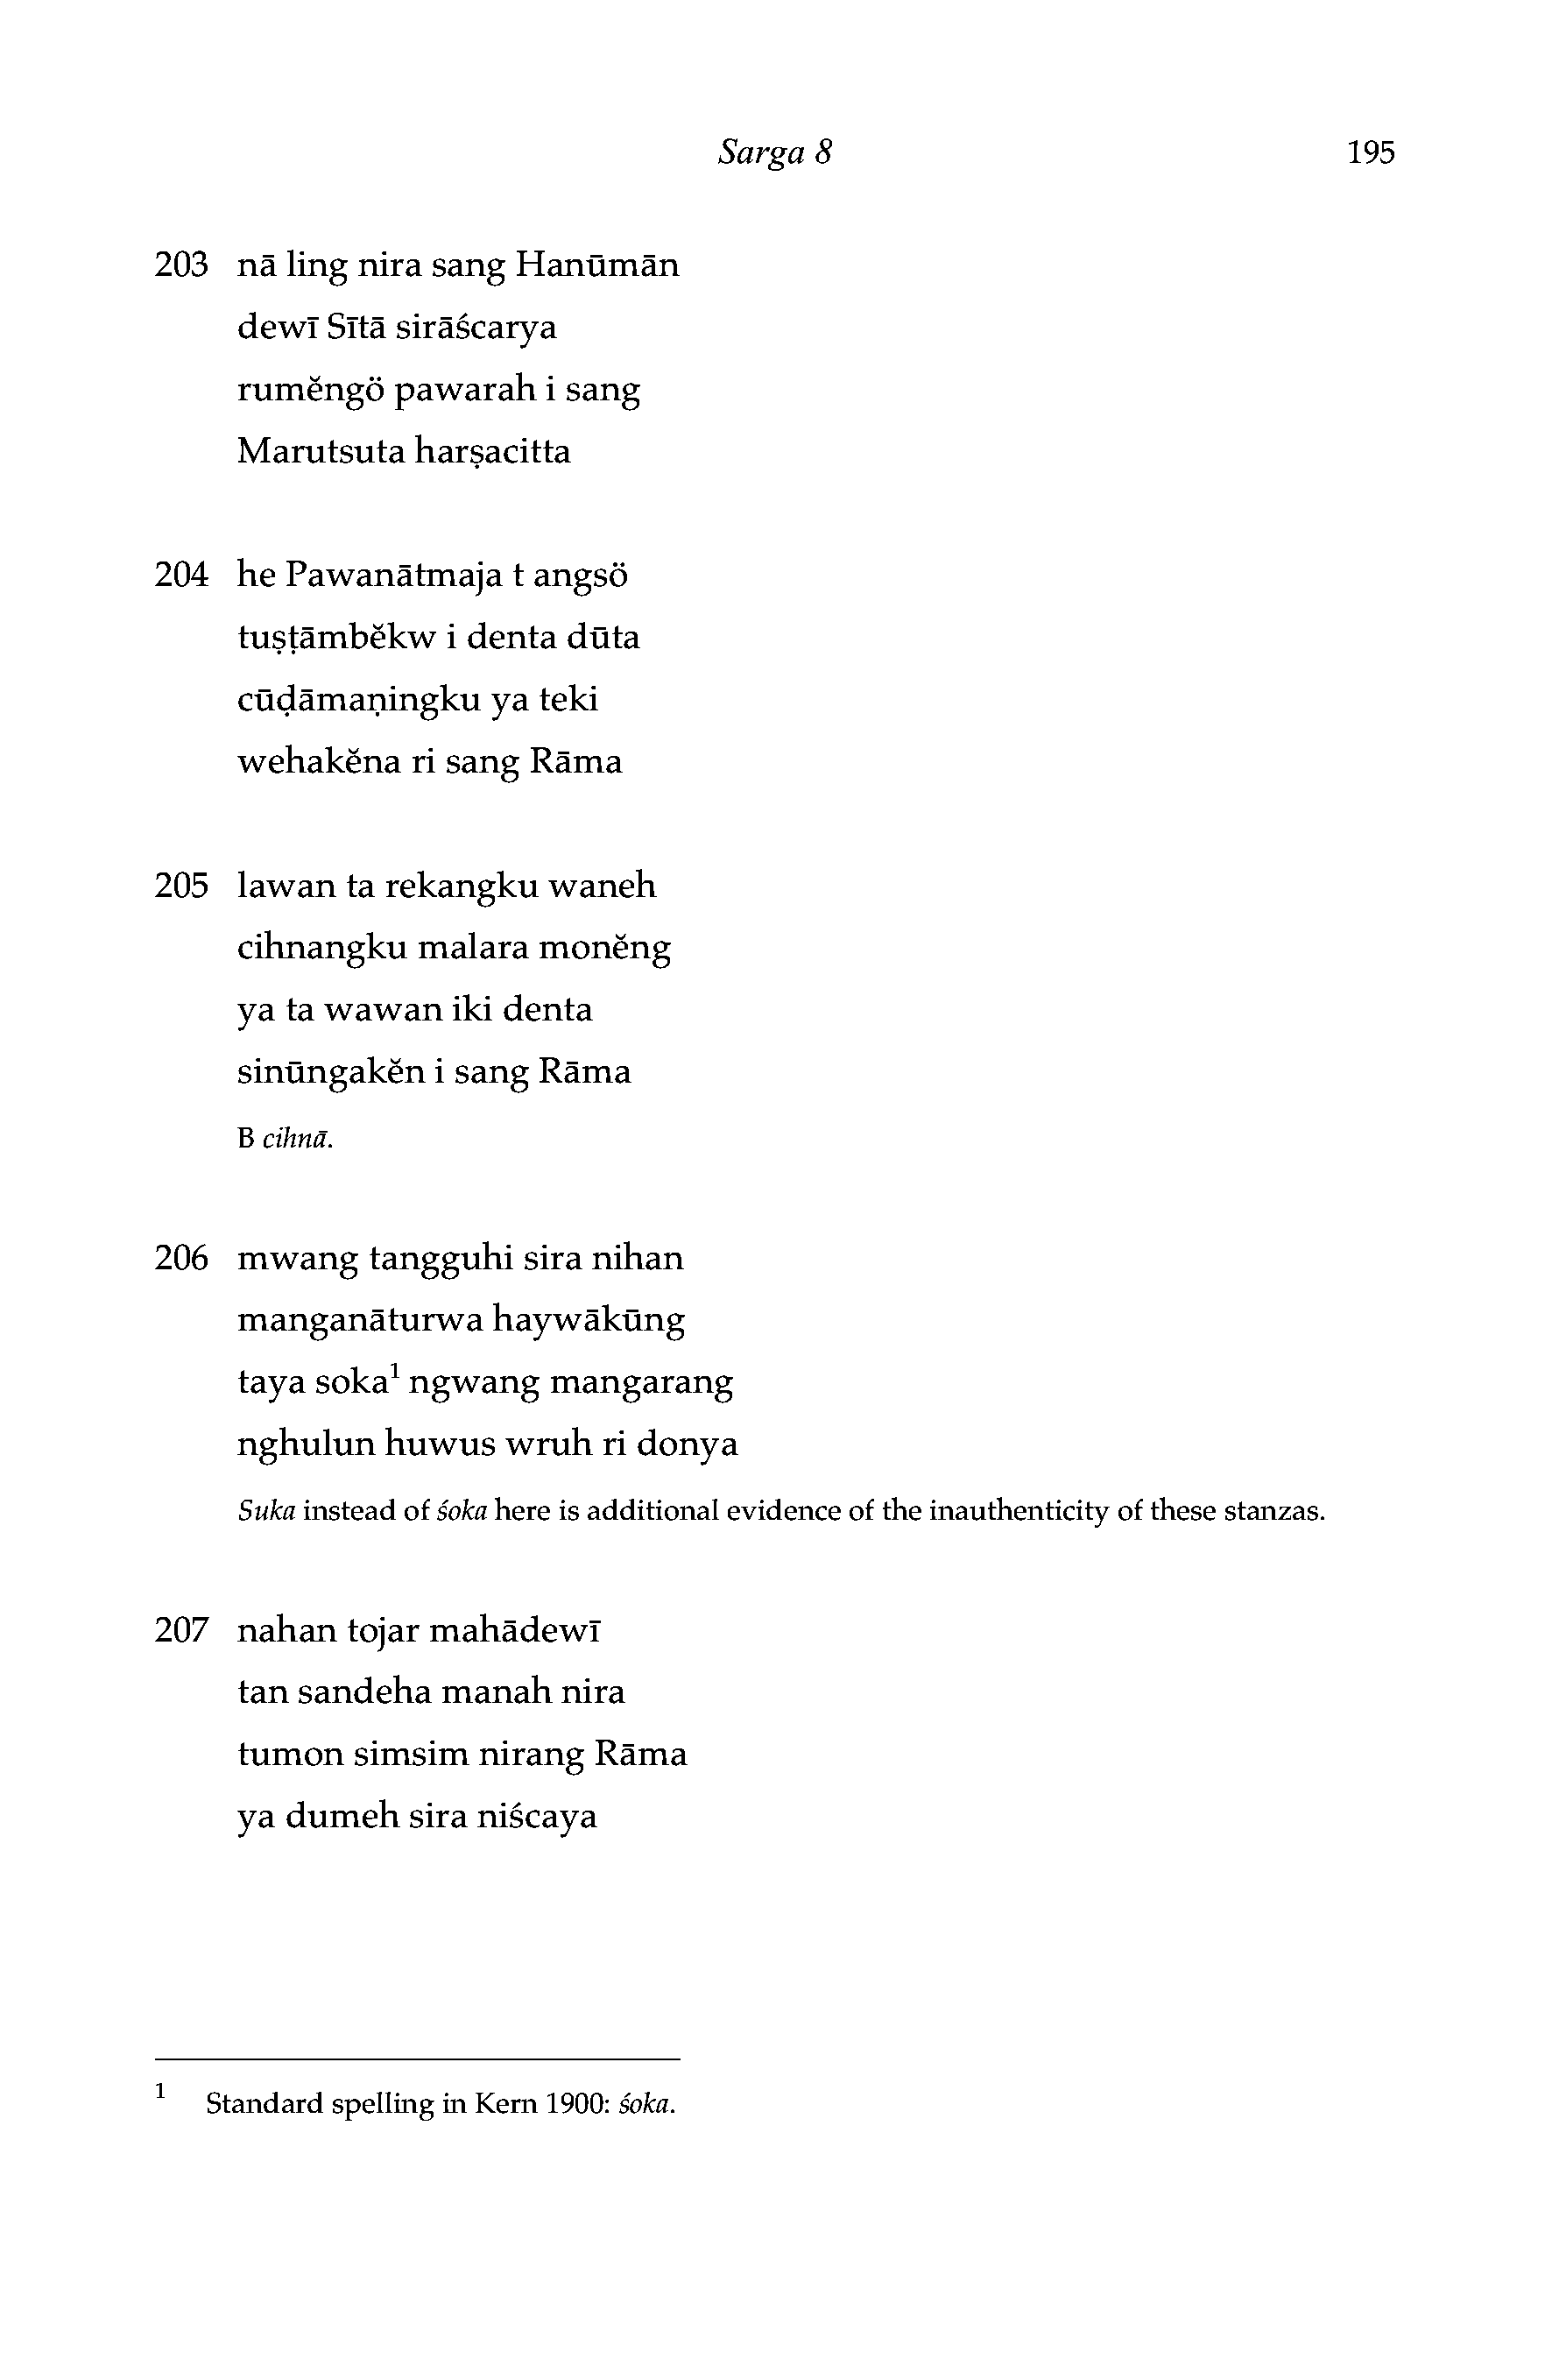 Sarga 8 195
203 nā ling nira sang Hanūmān
dewī Sītā sirāścarya
rumĕngö pawarah i sang
Marutsuta harṣacitta
204 he Pawanātmaja t angsö
tuṣṭāmbĕkw i denta dūta
cūḍāmaṇingku ya teki
wehakĕna ri sang Rāma
205 lawan ta rekangku waneh
cihnangku malara monĕng
ya ta wawan iki denta
sinūngakĕn i sang Rāma
B cihnā.
206 mwang tangguhi sira nihan
manganāturwa haywākūng
taya soka¹ ngwang mangarang
nghulun huwus wruh ri donya
Suka instead of śoka here is additional evidence of the inauthenticity of these stanzas.
207 nahan tojar mahādewī
tan sandeha manah nira
tumon simsim nirang Rāma
ya dumeh sira niścaya
¹ Standard spelling in Kern 1900: śoka.